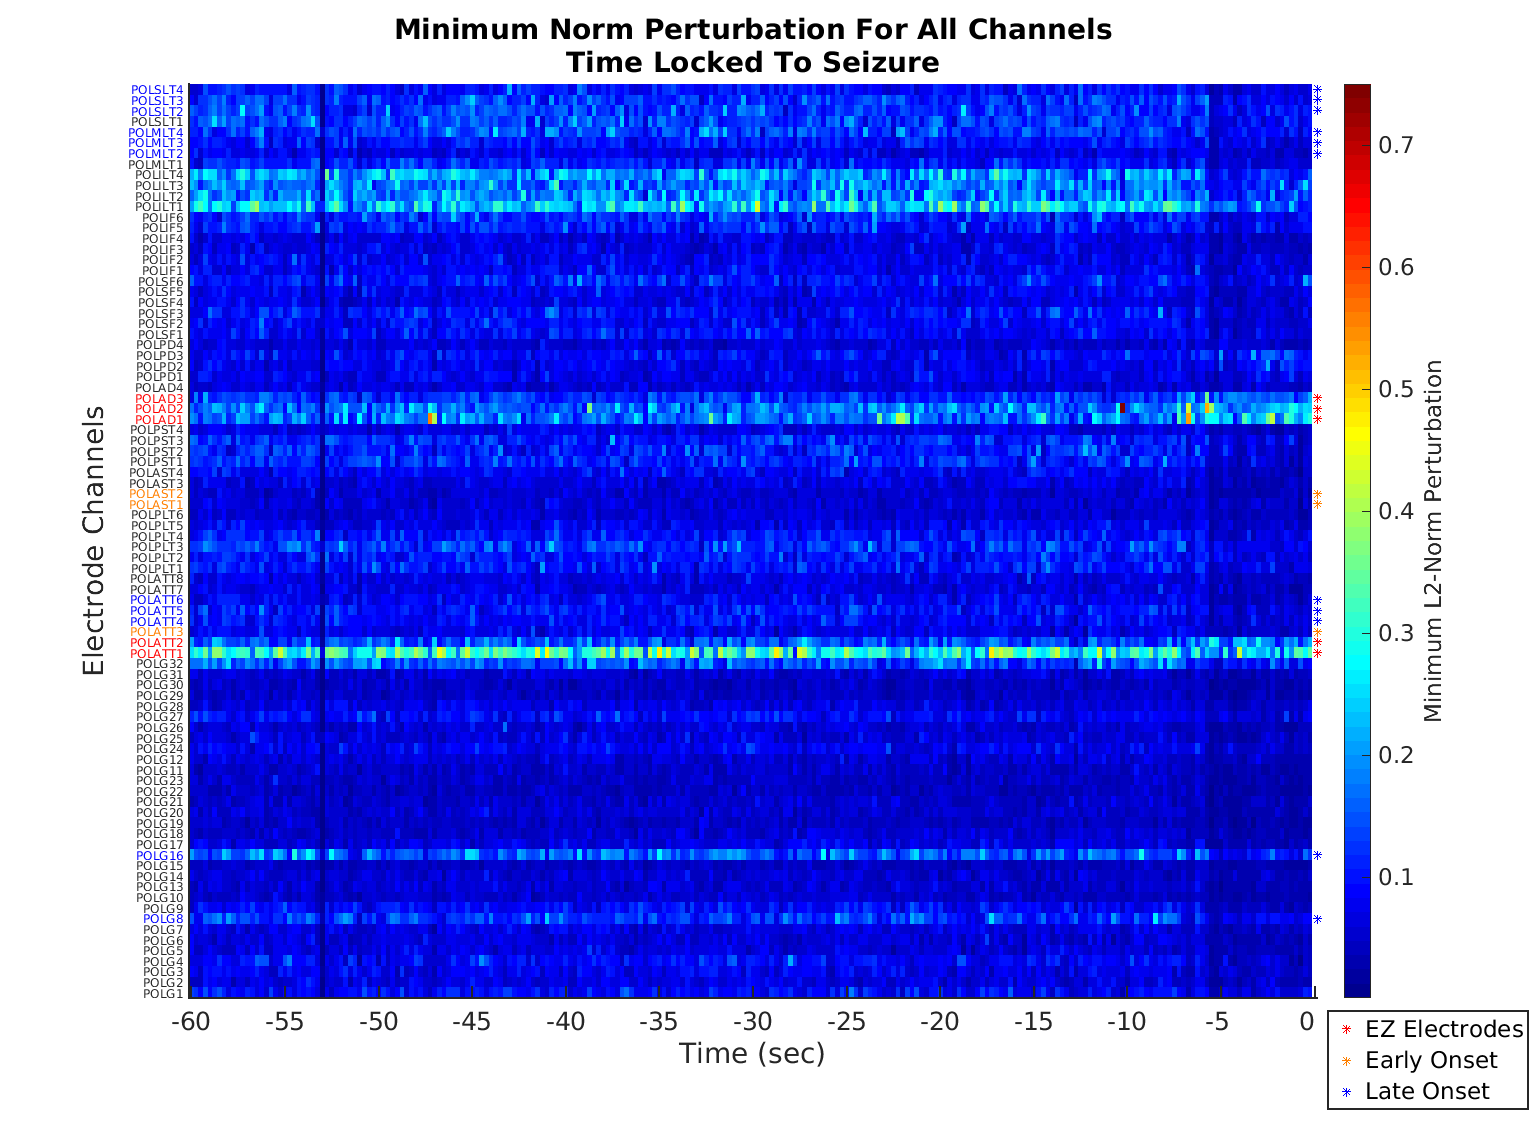 Minimum Norm Perturbation For All Channels
Time Locked To Seizure
Electrode Channels
POLSLT4
POLSLT3
POLSLT2
POLSLT1
POLMLT4
POLMLT3
POLMLT2
POLMLT1
POLILT4
POLILT3
POLILT2
POLILT1
POLIF6
POLIF5
POLIF4
POLIF3
POLIF2
POLIF1
POLSF6
POLSF5
POLSF4
POLSF3
POLSF2
POLSF1
POLPD4
POLPD3
POLPD2
POLPD1
POLAD4
POLAD3
POLAD2
POLAD1
POLPST4
POLPST3
POLPST2
POLPST1
POLAST4
POLAST3
POLAST2
POLAST1
POLPLT6
POLPLT5
POLPLT4
POLPLT3
POLPLT2
POLPLT1
POLATT8
POLATT7
POLATT6
POLATT5
POLATT4
POLATT3
POLATT2
POLATT1
POLG32
POLG31
POLG30
POLG29
POLG28
POLG27
POLG26
POLG25
POLG24
POLG12
POLG11
POLG23
POLG22
POLG21
POLG20
POLG19
POLG18
POLG17
POLG16
POLG15
POLG14
POLG13
POLG10
POLG9
POLG8
POLG7
POLG6
POLG5
POLG4
POLG3
POLG2
POLG1
-60 -55 -50 -45 -40 -35 -30 -25 -20 -15 -10 -5 0
Time (sec)
0.7
0.6
0.5
0.4
0.3
0.2
0.1
Minimum L2-Norm Perturbation
EZ Electrodes
Early Onset
Late Onset